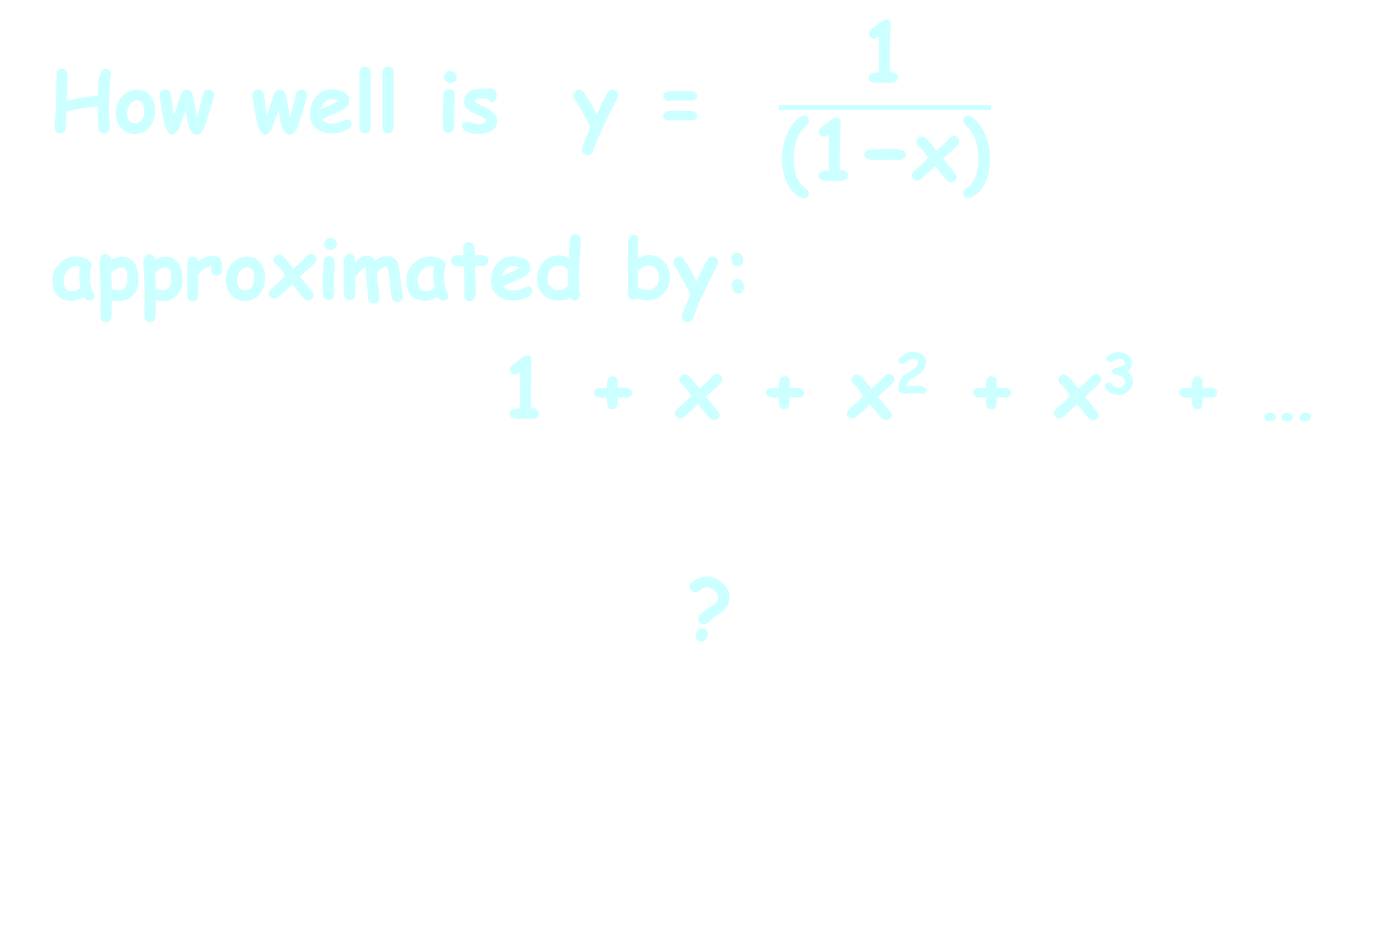 How well is y = 1/(1-x)
approximated by:
1 + x + x² + x³ + …
?